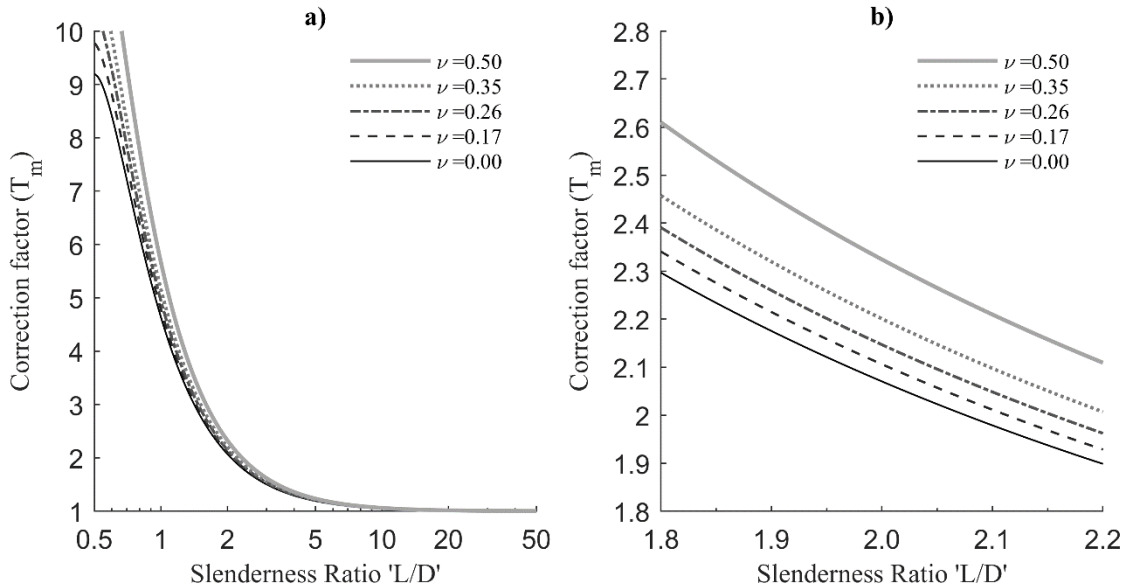 a)
10
9
8
7
6
5
4
3
2
1
Correction factor (Tm)
ν=0.50
ν=0.35
ν=0.26
ν=0.17
ν=0.00
0.5 1 2 5 10 20 50
Slenderness Ratio 'L/D'
b)
2.8
2.7
2.6
2.5
2.4
2.3
2.2
2.1
2
1.9
1.8
Correction factor (Tm)
ν=0.50
ν=0.35
ν=0.26
ν=0.17
ν=0.00
1.8 1.9 2.0 2.1 2.2
Slenderness Ratio 'L/D'